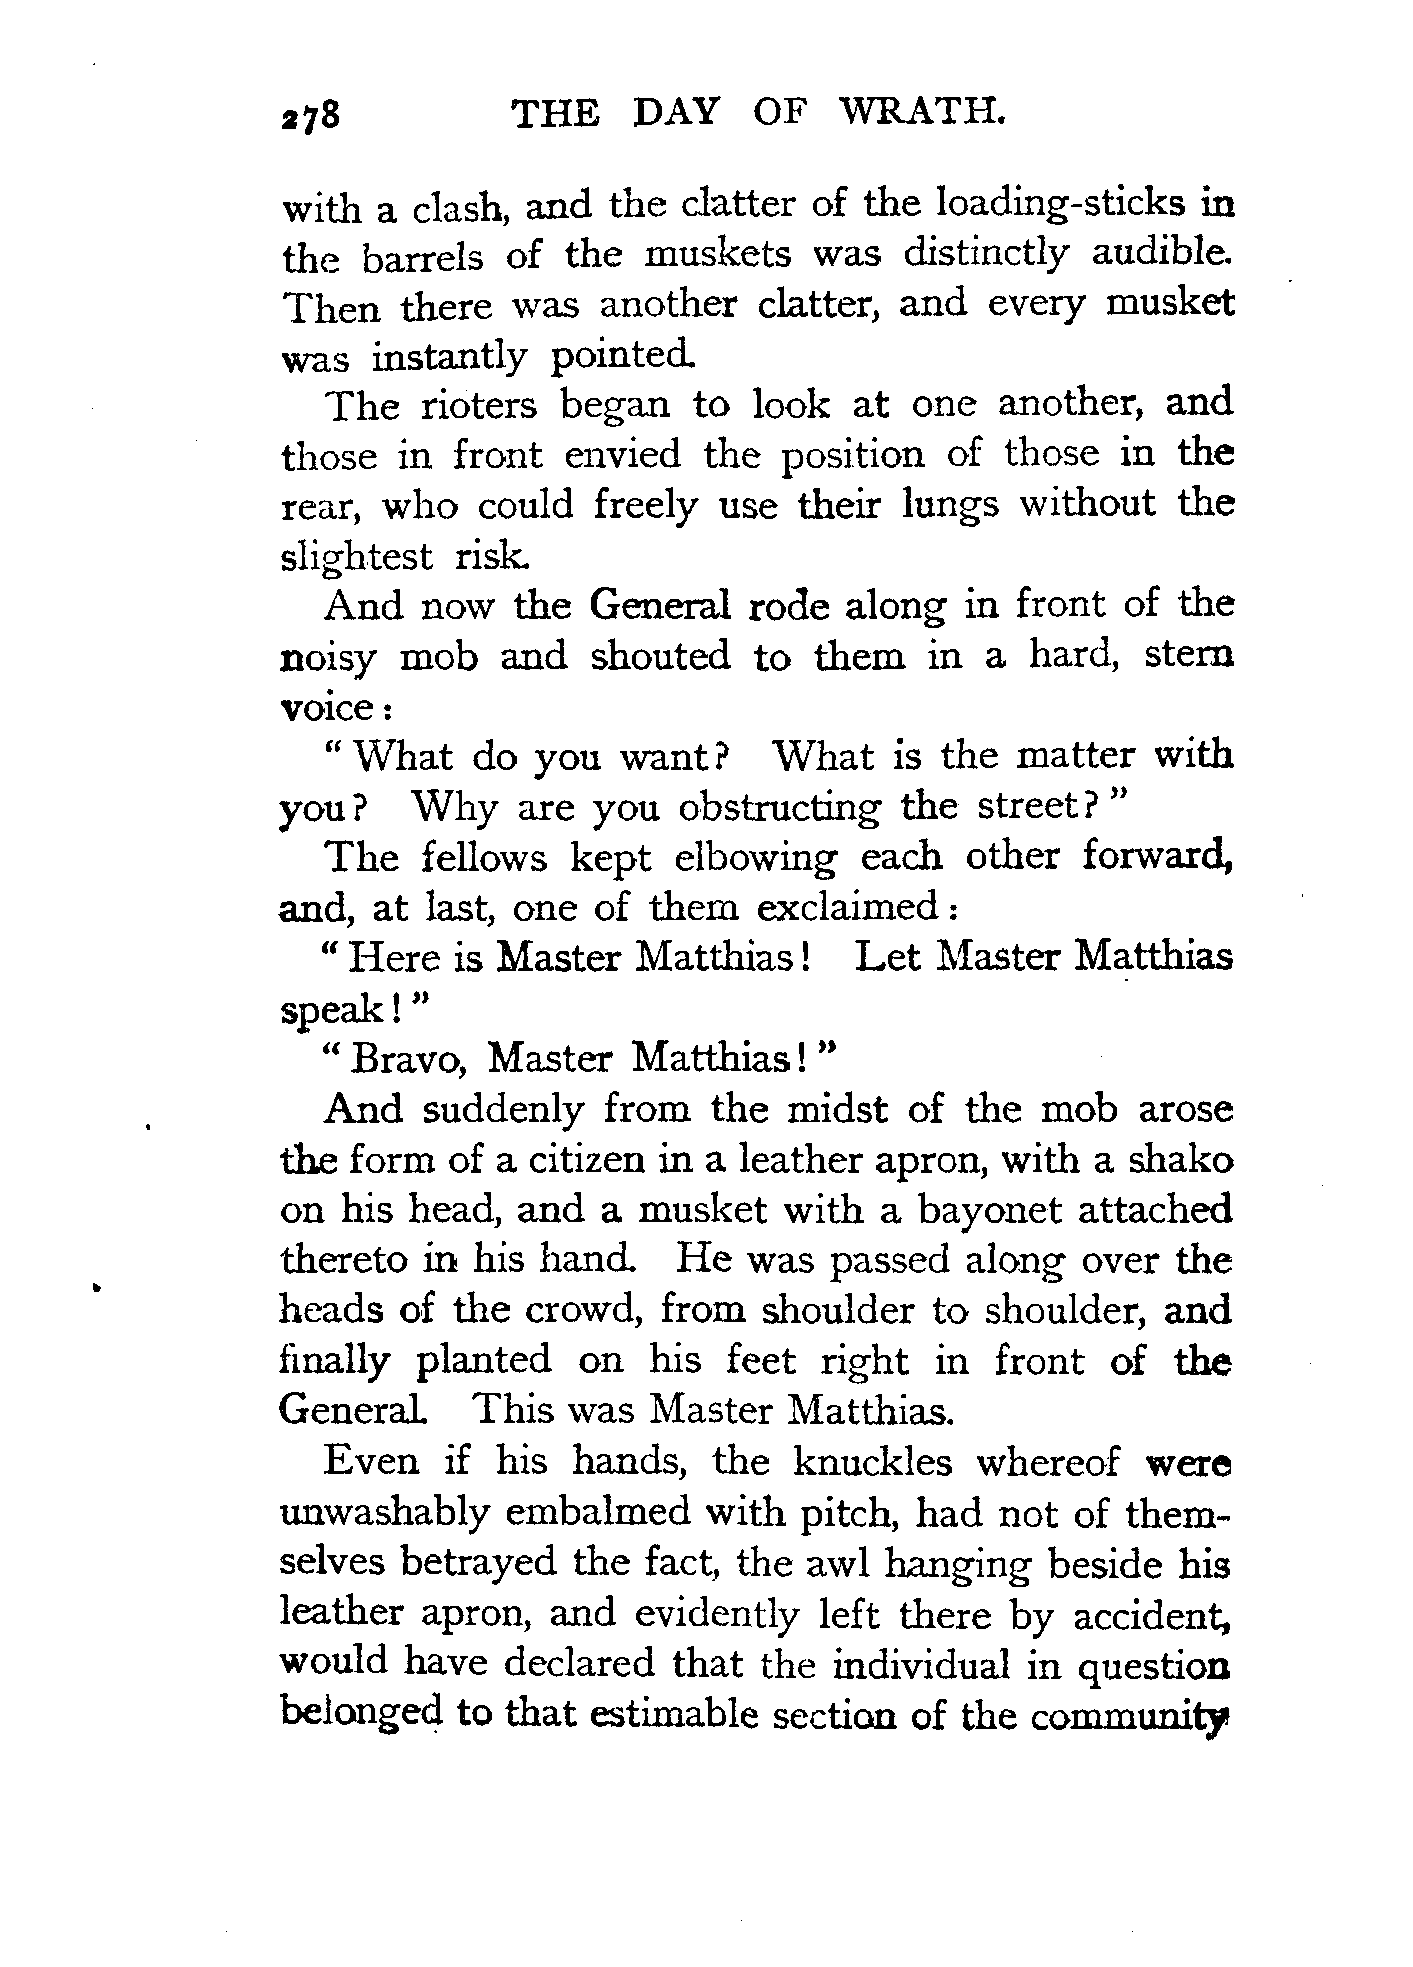 278 THE DAY OF WRATH.
with a clash, and the clatter of the loading-sticks in
the barrels of the muskets was distinctly audible.
Then there was another clatter, and every musket
was instantly pointed.
The rioters began to look at one another, and
those in front envied the position of those in the
rear, who could freely use their lungs without the
slightest risk.
And now the General rode along in front of the
noisy mob and shouted to them in a hard, stern
voice :
" What do you want? What is the matter with
you? Why are you obstructing the street? "
The fellows kept elbowing each other forward,
and, at last, one of them exclaimed :
" Here is Master Matthias! Let Master Matthias
speak! "
" Bravo, Master Matthias! "
And suddenly from the midst of the mob arose
the form of a citizen in a leather apron, with a shako
on his head, and a musket with a bayonet attached
thereto in his hand. He was passed along over the
heads of the crowd, from shoulder to shoulder, and
finally planted on his feet right in front of the
General. This was Master Matthias.
Even if his hands, the knuckles whereof were
unwashably embalmed with pitch, had not of them-
selves betrayed the fact, the awl hanging beside his
leather apron, and evidently left there by accident,
would have declared that the individual in question
belonged to that estimable section of the community